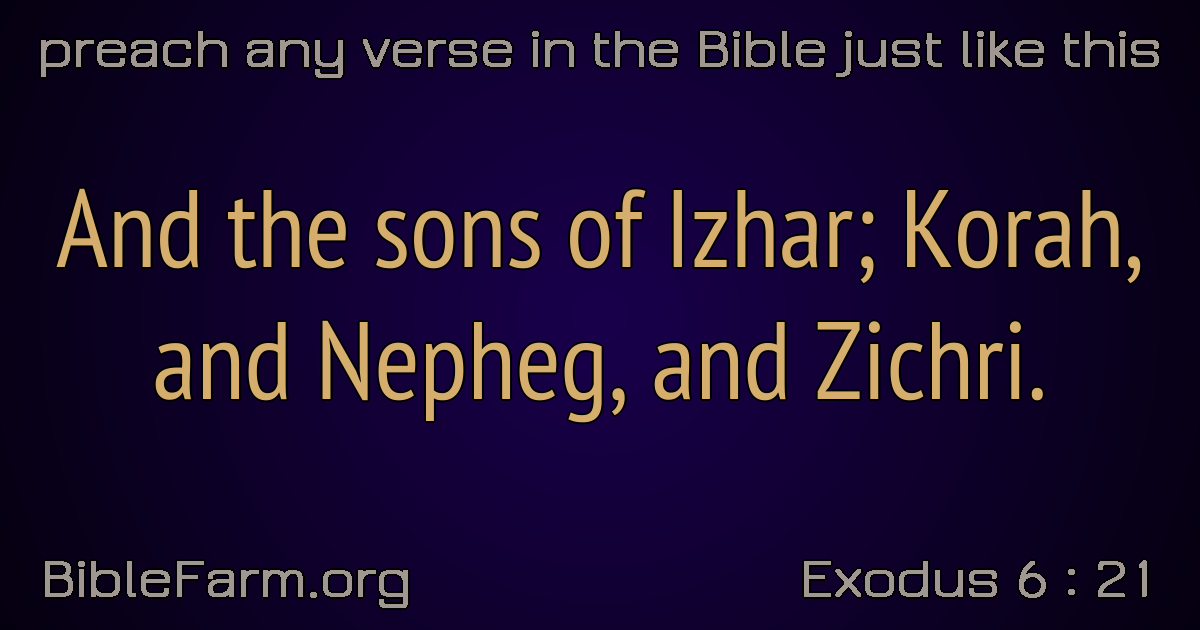 preach any verse in the Bible just like this
And the sons of Izhar; Korah,
and Nepheg, and Zichri.
BibleFarm.org
Exodus 6 : 21